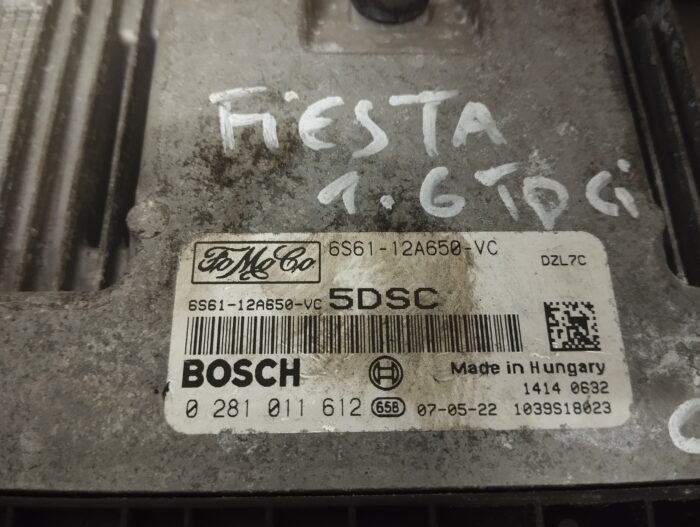 FiESTA
1.6 TDCi
FoMoCo 6S61-12A650-VC DZL7C
6S61-12A650-VC 5DSC
BOSCH Made in Hungary
1414 0632
0 281 011 612 65B 07-05-22 1039S18023